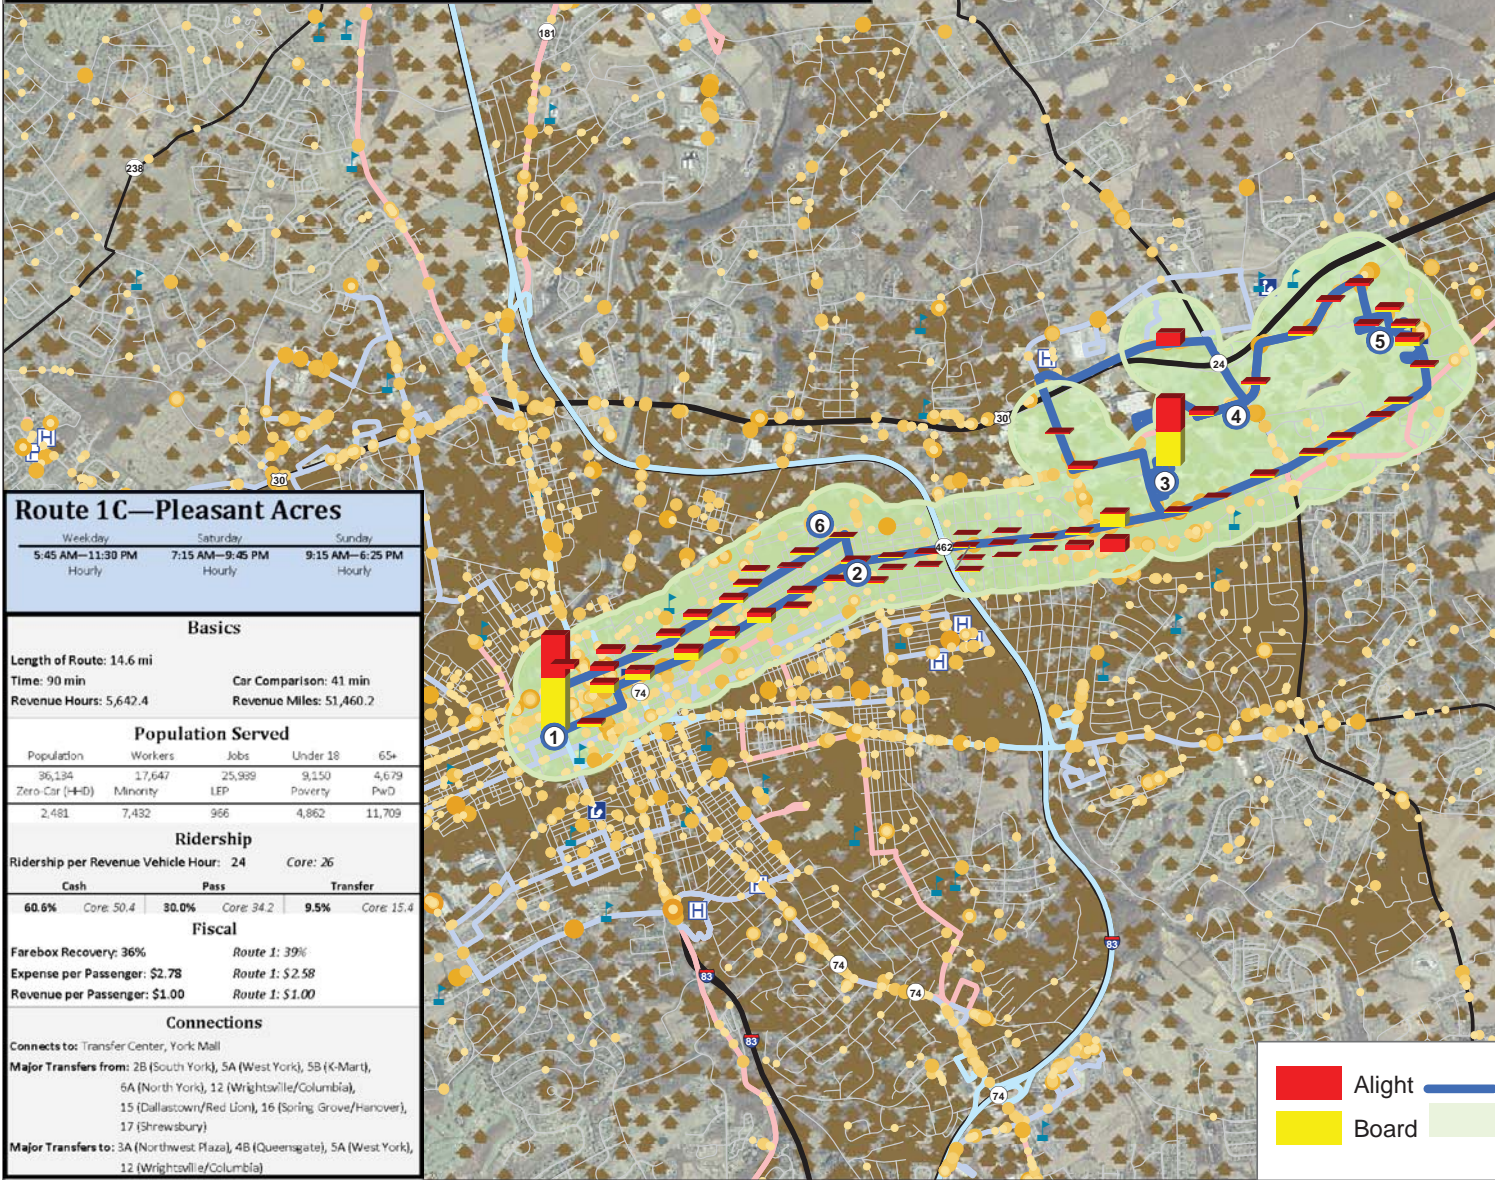 Route 1C—Pleasant Acres
Weekday Saturday Sunday
5:45 AM—11:30 PM 7:15 AM—9:45 PM 9:15 AM—6:25 PM
Hourly Hourly Hourly
Basics
Length of Route: 14.6 mi
Time: 90 min Car Comparison: 41 min
Revenue Hours: 5,642.4 Revenue Miles: 51,460.2
Population Served
Population Workers Jobs Under 18 65+
36,134 17,647 25,989 9,150 4,679
Zero-Car (HHD) Minority LEP Poverty PwD
2,481 7,432 966 4,862 11,709
Ridership
Ridership per Revenue Vehicle Hour: 24 Core: 26
Cash Pass Transfer
60.6% Core: 50.4 30.0% Core: 34.2 9.5% Core: 15.4
Fiscal
Farebox Recovery: 36% Route 1: 39%
Expense per Passenger: $2.78 Route 1: $2.58
Revenue per Passenger: $1.00 Route 1: $1.00
Connections
Connects to: Transfer Center, York Mall
Major Transfers from: 2B (South York), 5A (West York), 5B (K-Mart),
6A (North York), 12 (Wrightsville/Columbia),
15 (Dallastown/Red Lion), 16 (Spring Grove/Hanover),
17 (Shrewsbury)
Major Transfers to: 3A (Northwest Plaza), 4B (Queensgate), 5A (West York),
12 (Wrightsville/Columbia)
181
238
30
30
24
462
74
74
74
74
83
83
83
1
2
3
4
5
6
H
H
H
H
H
H
H
Alight
Board